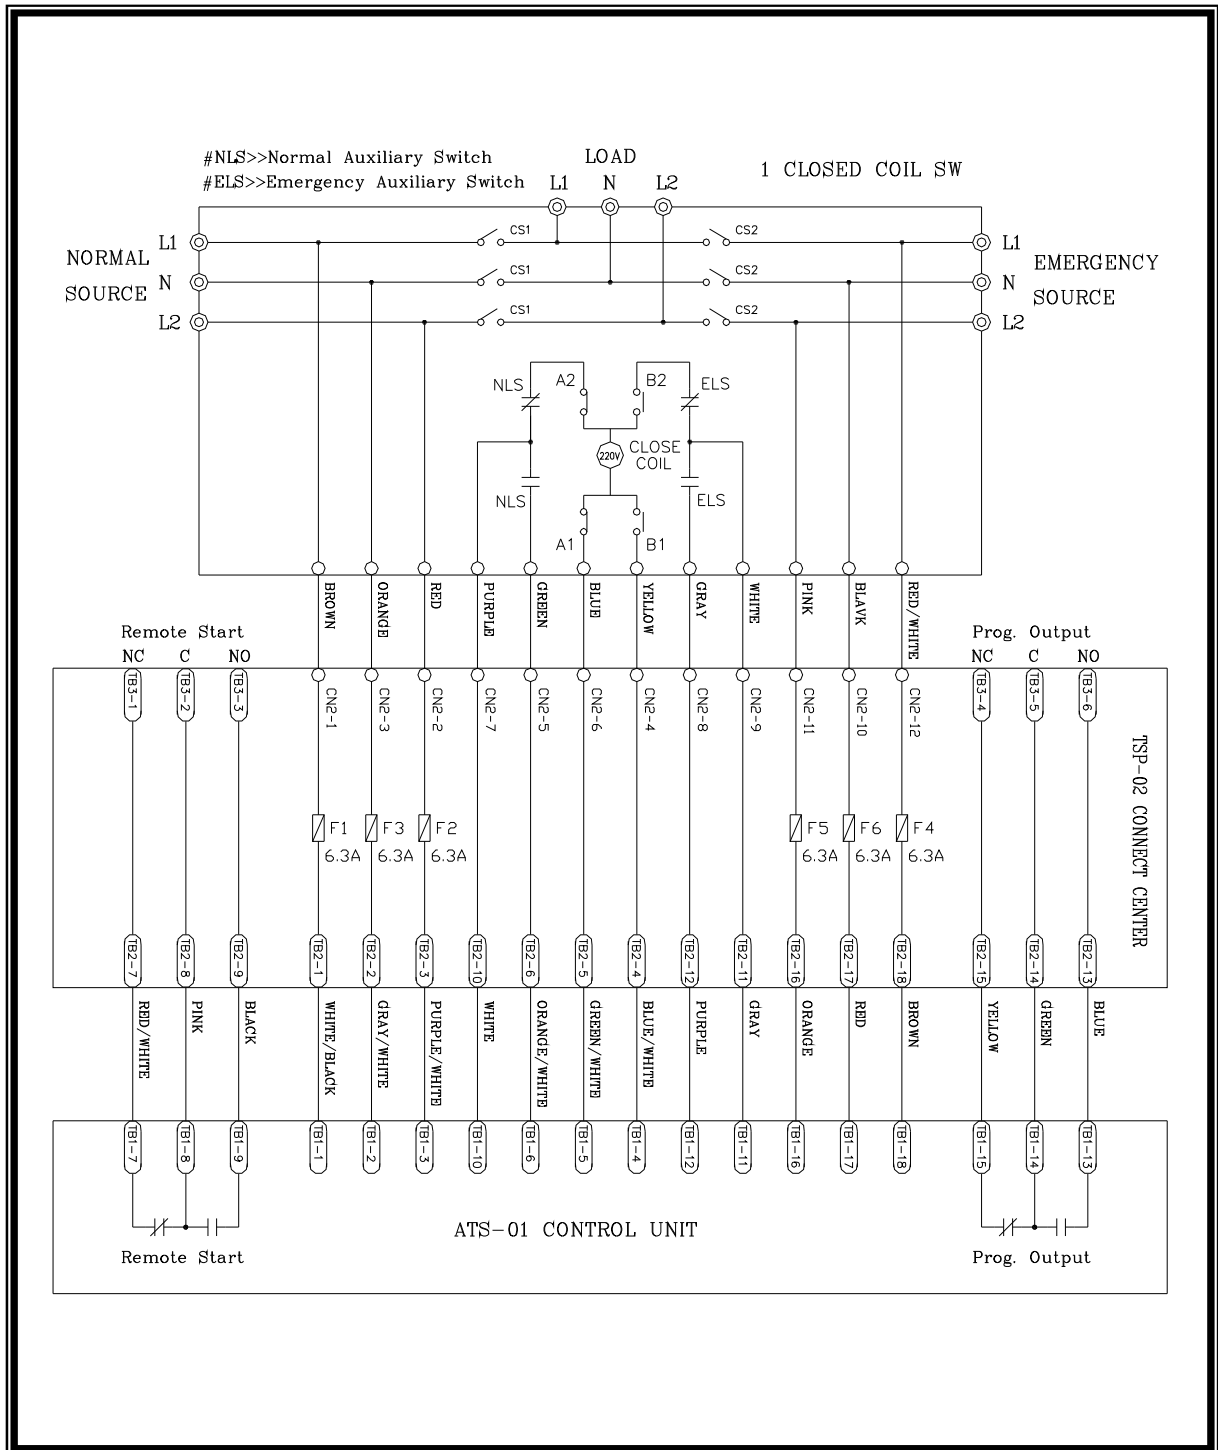 #NLS>>Normal Auxiliary Switch
#ELS>>Emergency Auxiliary Switch
LOAD
L1 N L2
1 CLOSED COIL SW
NORMAL
SOURCE
L1
N
L2
CS1
CS1
CS1
CS2
CS2
CS2
L1
N
L2
EMERGENCY
SOURCE
NLS
A2
B2
ELS
220V
CLOSE
COIL
NLS
ELS
A1
B1
BROWN
ORANGE
RED
PURPLE
GREEN
BLUE
YELLOW
GRAY
WHITE
PINK
BLAVK
RED/WHITE
Remote Start
NC C NO
Prog. Output
NC C NO
TB3-1
TB3-2
TB3-3
CN2-1
CN2-3
CN2-2
CN2-7
CN2-5
CN2-6
CN2-4
CN2-8
CN2-9
CN2-11
CN2-10
CN2-12
TB3-4
TB3-5
TB3-6
TSP-02 CONNECT CENTER
F1
6.3A
F3
6.3A
F2
6.3A
F5
6.3A
F6
6.3A
F4
6.3A
TB2-7
TB2-8
TB2-9
TB2-1
TB2-2
TB2-3
TB2-10
TB2-6
TB2-5
TB2-4
TB2-12
TB2-11
TB2-16
TB2-17
TB2-18
TB2-15
TB2-14
TB2-13
RED/WHITE
PINK
BLACK
WHITE/BLACK
GRAY/WHITE
PURPLE/WHITE
WHITE
ORANGE/WHITE
GREEN/WHITE
BLUE/WHITE
PURPLE
GRAY
ORANGE
RED
BROWN
YELLOW
GREEN
BLUE
TB1-7
TB1-8
TB1-9
TB1-1
TB1-2
TB1-3
TB1-10
TB1-6
TB1-5
TB1-4
TB1-12
TB1-11
TB1-16
TB1-17
TB1-18
TB1-15
TB1-14
TB1-13
Remote Start
ATS-01 CONTROL UNIT
Prog. Output